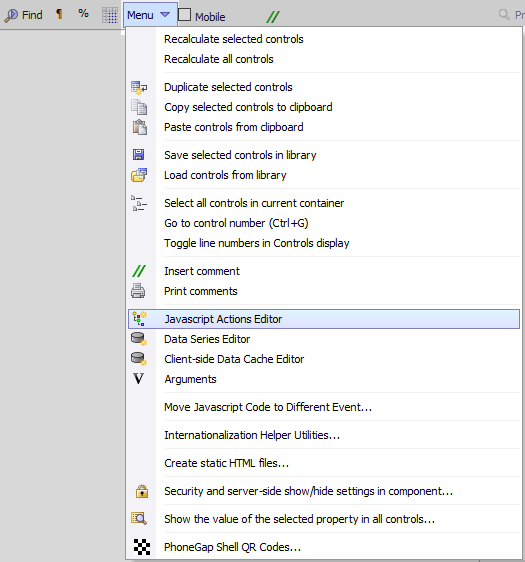 Find ¶ % Menu Mobile // Pr
Recalculate selected controls
Recalculate all controls
Duplicate selected controls
Copy selected controls to clipboard
Paste controls from clipboard
Save selected controls in library
Load controls from library
Select all controls in current container
Go to control number (Ctrl+G)
Toggle line numbers in Controls display
// Insert comment
Print comments
Javascript Actions Editor
Data Series Editor
Client-side Data Cache Editor
V Arguments
Move Javascript Code to Different Event...
Internationalization Helper Utilities...
Create static HTML files...
Security and server-side show/hide settings in component...
Show the value of the selected property in all controls...
PhoneGap Shell QR Codes...